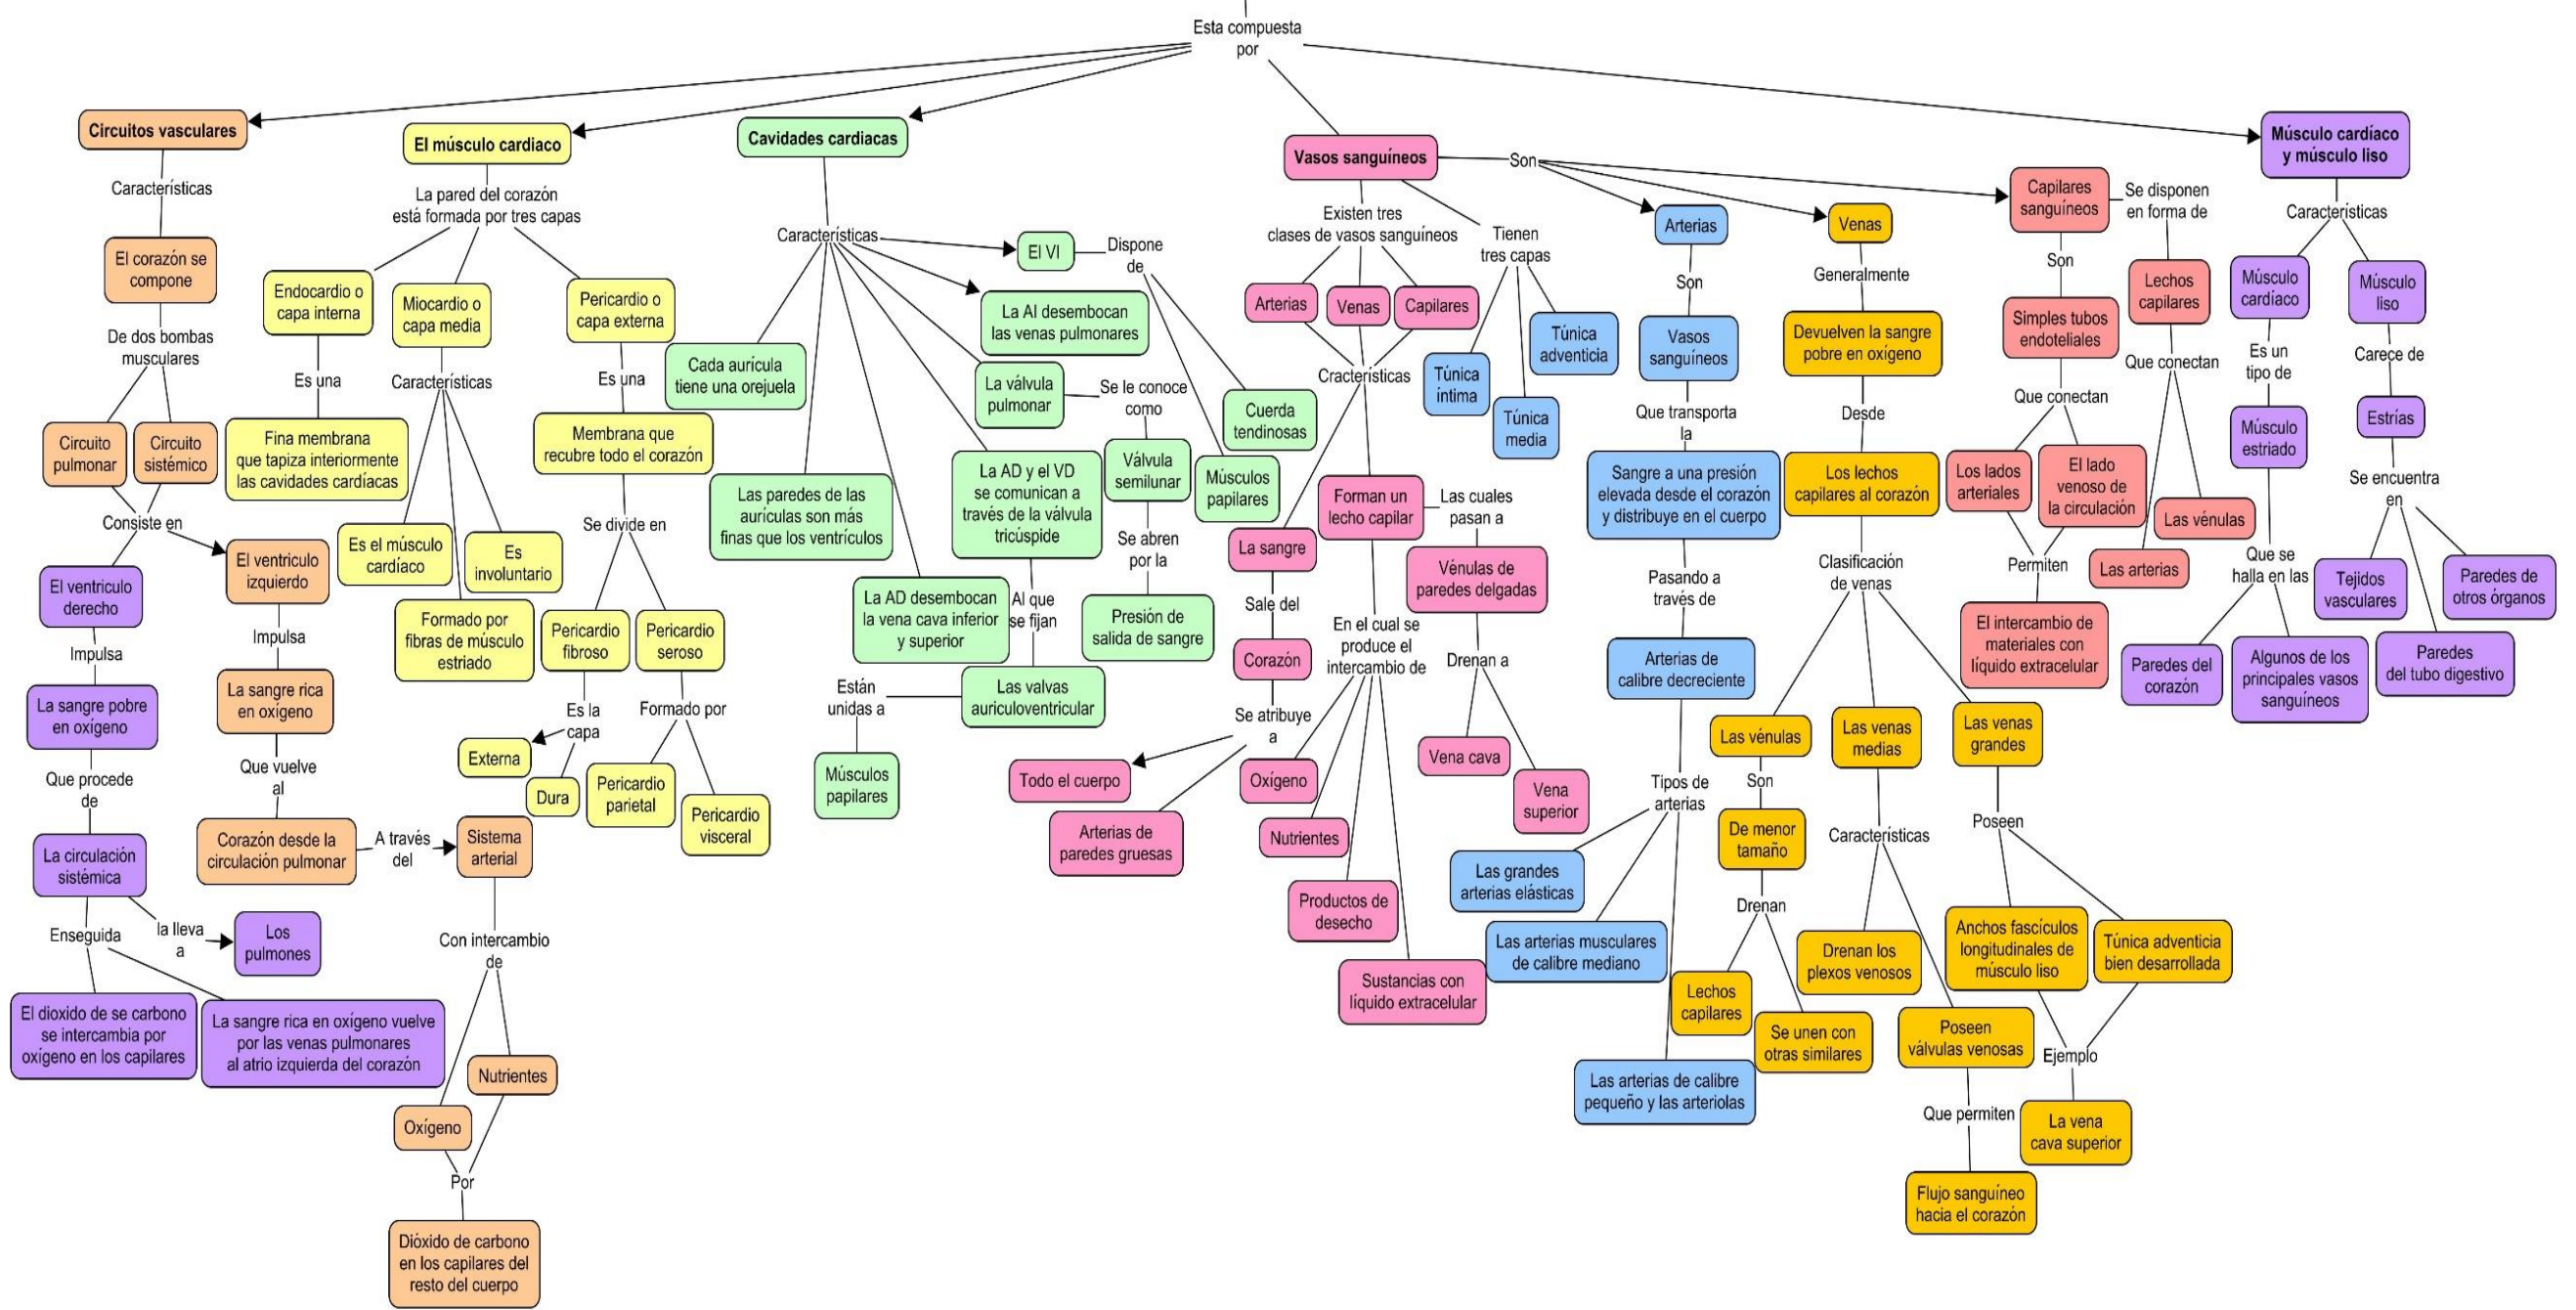 Esta compuesta
por
Circuitos vasculares
Características
El corazón se
compone
De dos bombas
musculares
Circuito
pulmonar
Circuito
sistémico
Consiste en
El ventriculo
derecho
Impulsa
La sangre pobre
en oxígeno
Que procede
de
La circulación
sistémica
Enseguida
la lleva
a
Los
pulmones
El dioxido de se carbono
se intercambia por
oxígeno en los capilares
La sangre rica en oxígeno vuelve
por las venas pulmonares
al atrio izquierda del corazón
El ventriculo
izquierdo
Impulsa
La sangre rica
en oxígeno
Que vuelve
al
Corazón desde la
circulación pulmonar
A través
del
Sistema
arterial
Con intercambio
de
Nutrientes
Oxígeno
Por
Dióxido de carbono
en los capilares del
resto del cuerpo
El músculo cardiaco
La pared del corazón
está formada por tres capas
Endocardio o
capa interna
Es una
Fina membrana
que tapiza interiormente
las cavidades cardíacas
Miocardio o
capa media
Características
Es el músculo
cardíaco
Formado por
fibras de músculo
estriado
Es
involuntario
Pericardio o
capa externa
Es una
Membrana que
recubre todo el corazón
Se divide en
Pericardio
fibroso
Es la
capa
Externa
Dura
Pericardio
seroso
Formado por
Pericardio
parietal
Pericardio
visceral
Cavidades cardiacas
Características
Cada aurícula
tiene una orejuela
Las paredes de las
aurículas son más
finas que los ventrículos
La AD desembocan
la vena cava inferior
y superior
La AD y el VD
se comunican a
través de la válvula
tricúspide
Al que
se fijan
Las valvas
auriculoventricular
Están
unidas a
Músculos
papilares
La válvula
pulmonar
Se le conoce
como
Válvula
semilunar
Se abren
por la
Presión de
salida de sangre
La AI desembocan
las venas pulmonares
El VI
Dispone
de
Cuerda
tendinosas
Músculos
papilares
Vasos sanguíneos
Existen tres
clases de vasos sanguíneos
Arterias
Venas
Capilares
Cracterísticas
La sangre
Sale del
Corazón
Se atribuye
a
Todo el cuerpo
Arterias de
paredes gruesas
Forman un
lecho capilar
Las cuales
pasan a
Vénulas de
paredes delgadas
Drenan a
Vena cava
Vena
superior
En el cual se
produce el
intercambio de
Oxígeno
Nutrientes
Productos de
desecho
Sustancias con
líquido extracelular
Tienen
tres capas
Túnica
íntima
Túnica
media
Túnica
adventicia
Son
Arterias
Son
Vasos
sanguíneos
Que transporta
la
Sangre a una presión
elevada desde el corazón
y distribuye en el cuerpo
Pasando a
través de
Arterias de
calibre decreciente
Tipos de
arterias
Las grandes
arterias elásticas
Las arterias musculares
de calibre mediano
Las arterias de calibre
pequeño y las arteriolas
Venas
Generalmente
Devuelven la sangre
pobre en oxígeno
Desde
Los lechos
capilares al corazón
Clasificación
de venas
Las vénulas
Son
De menor
tamaño
Drenan
Lechos
capilares
Se unen con
otras similares
Las venas
medias
Características
Drenan los
plexos venosos
Poseen
válvulas venosas
Que permiten
Flujo sanguíneo
hacia el corazón
Las venas
grandes
Poseen
Anchos fascículos
longitudinales de
músculo liso
Túnica adventicia
bien desarrollada
Ejemplo
La vena
cava superior
Capilares
sanguíneos
Se disponen
en forma de
Son
Simples tubos
endoteliales
Que conectan
Los lados
arteriales
El lado
venoso de
la circulación
Permiten
El intercambio de
materiales con
líquido extracelular
Lechos
capilares
Que conectan
Las arterias
Las vénulas
Músculo cardíaco
y músculo liso
Características
Músculo
cardíaco
Es un
tipo de
Músculo
estriado
Que se
halla en las
Paredes del
corazón
Algunos de los
principales vasos
sanguíneos
Músculo
liso
Carece de
Estrías
Se encuentra
en
Tejidos
vasculares
Paredes
del tubo digestivo
Paredes de
otros órganos